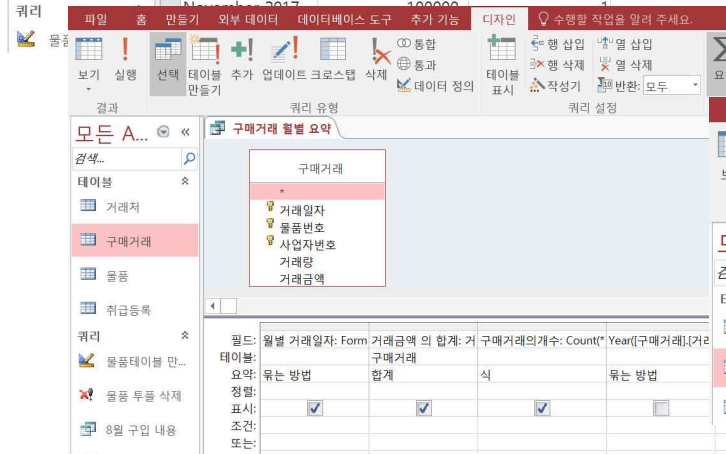 쿼리
November 2017 100000 1
파일 홈 만들기 외부 데이터 데이터베이스 도구 추가 기능 디자인 수행할 작업을 알려 주세요.
보기 실행 선택 테이블 만들기 추가 업데이트 크로스탭 삭제
통합
통과
데이터 정의
테이블 표시
행 삽입 열 삽입
행 삭제 열 삭제
작성기 반환: 모두
결과 쿼리 유형 쿼리 설정
모든 A... «
검색...
테이블
거래처
구매거래
물품
취급등록
쿼리
물품테이블 만...
물품 투플 삭제
8월 구입 내용
구매거래 월별 요약
구매거래
*
거래일자
물품번호
사업자번호
거래량
거래금액
필드: 월별 거래일자: Form 거래금액 의 합계: 거 구매거래의개수: Count(* Year([구매거래].[거래
테이블: 구매거래
요약: 묶는 방법 합계 식 묶는 방법
정렬:
표시:
조건:
또는: